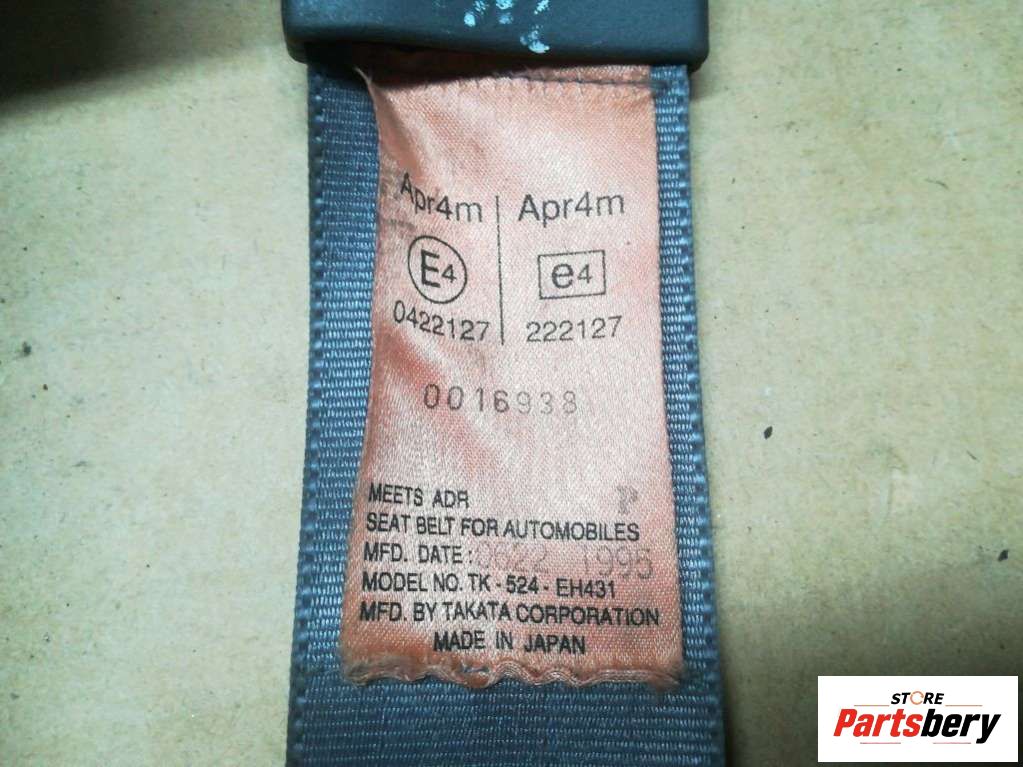 Apr4m Apr4m
E4 e4
0422127 222127
0016938
P
MEETS ADR
SEAT BELT FOR AUTOMOBILES
MFD. DATE: 0622 1995
MODEL NO. TK-524-EH431
MFD. BY TAKATA CORPORATION
MADE IN JAPAN
STORE
Partsbery